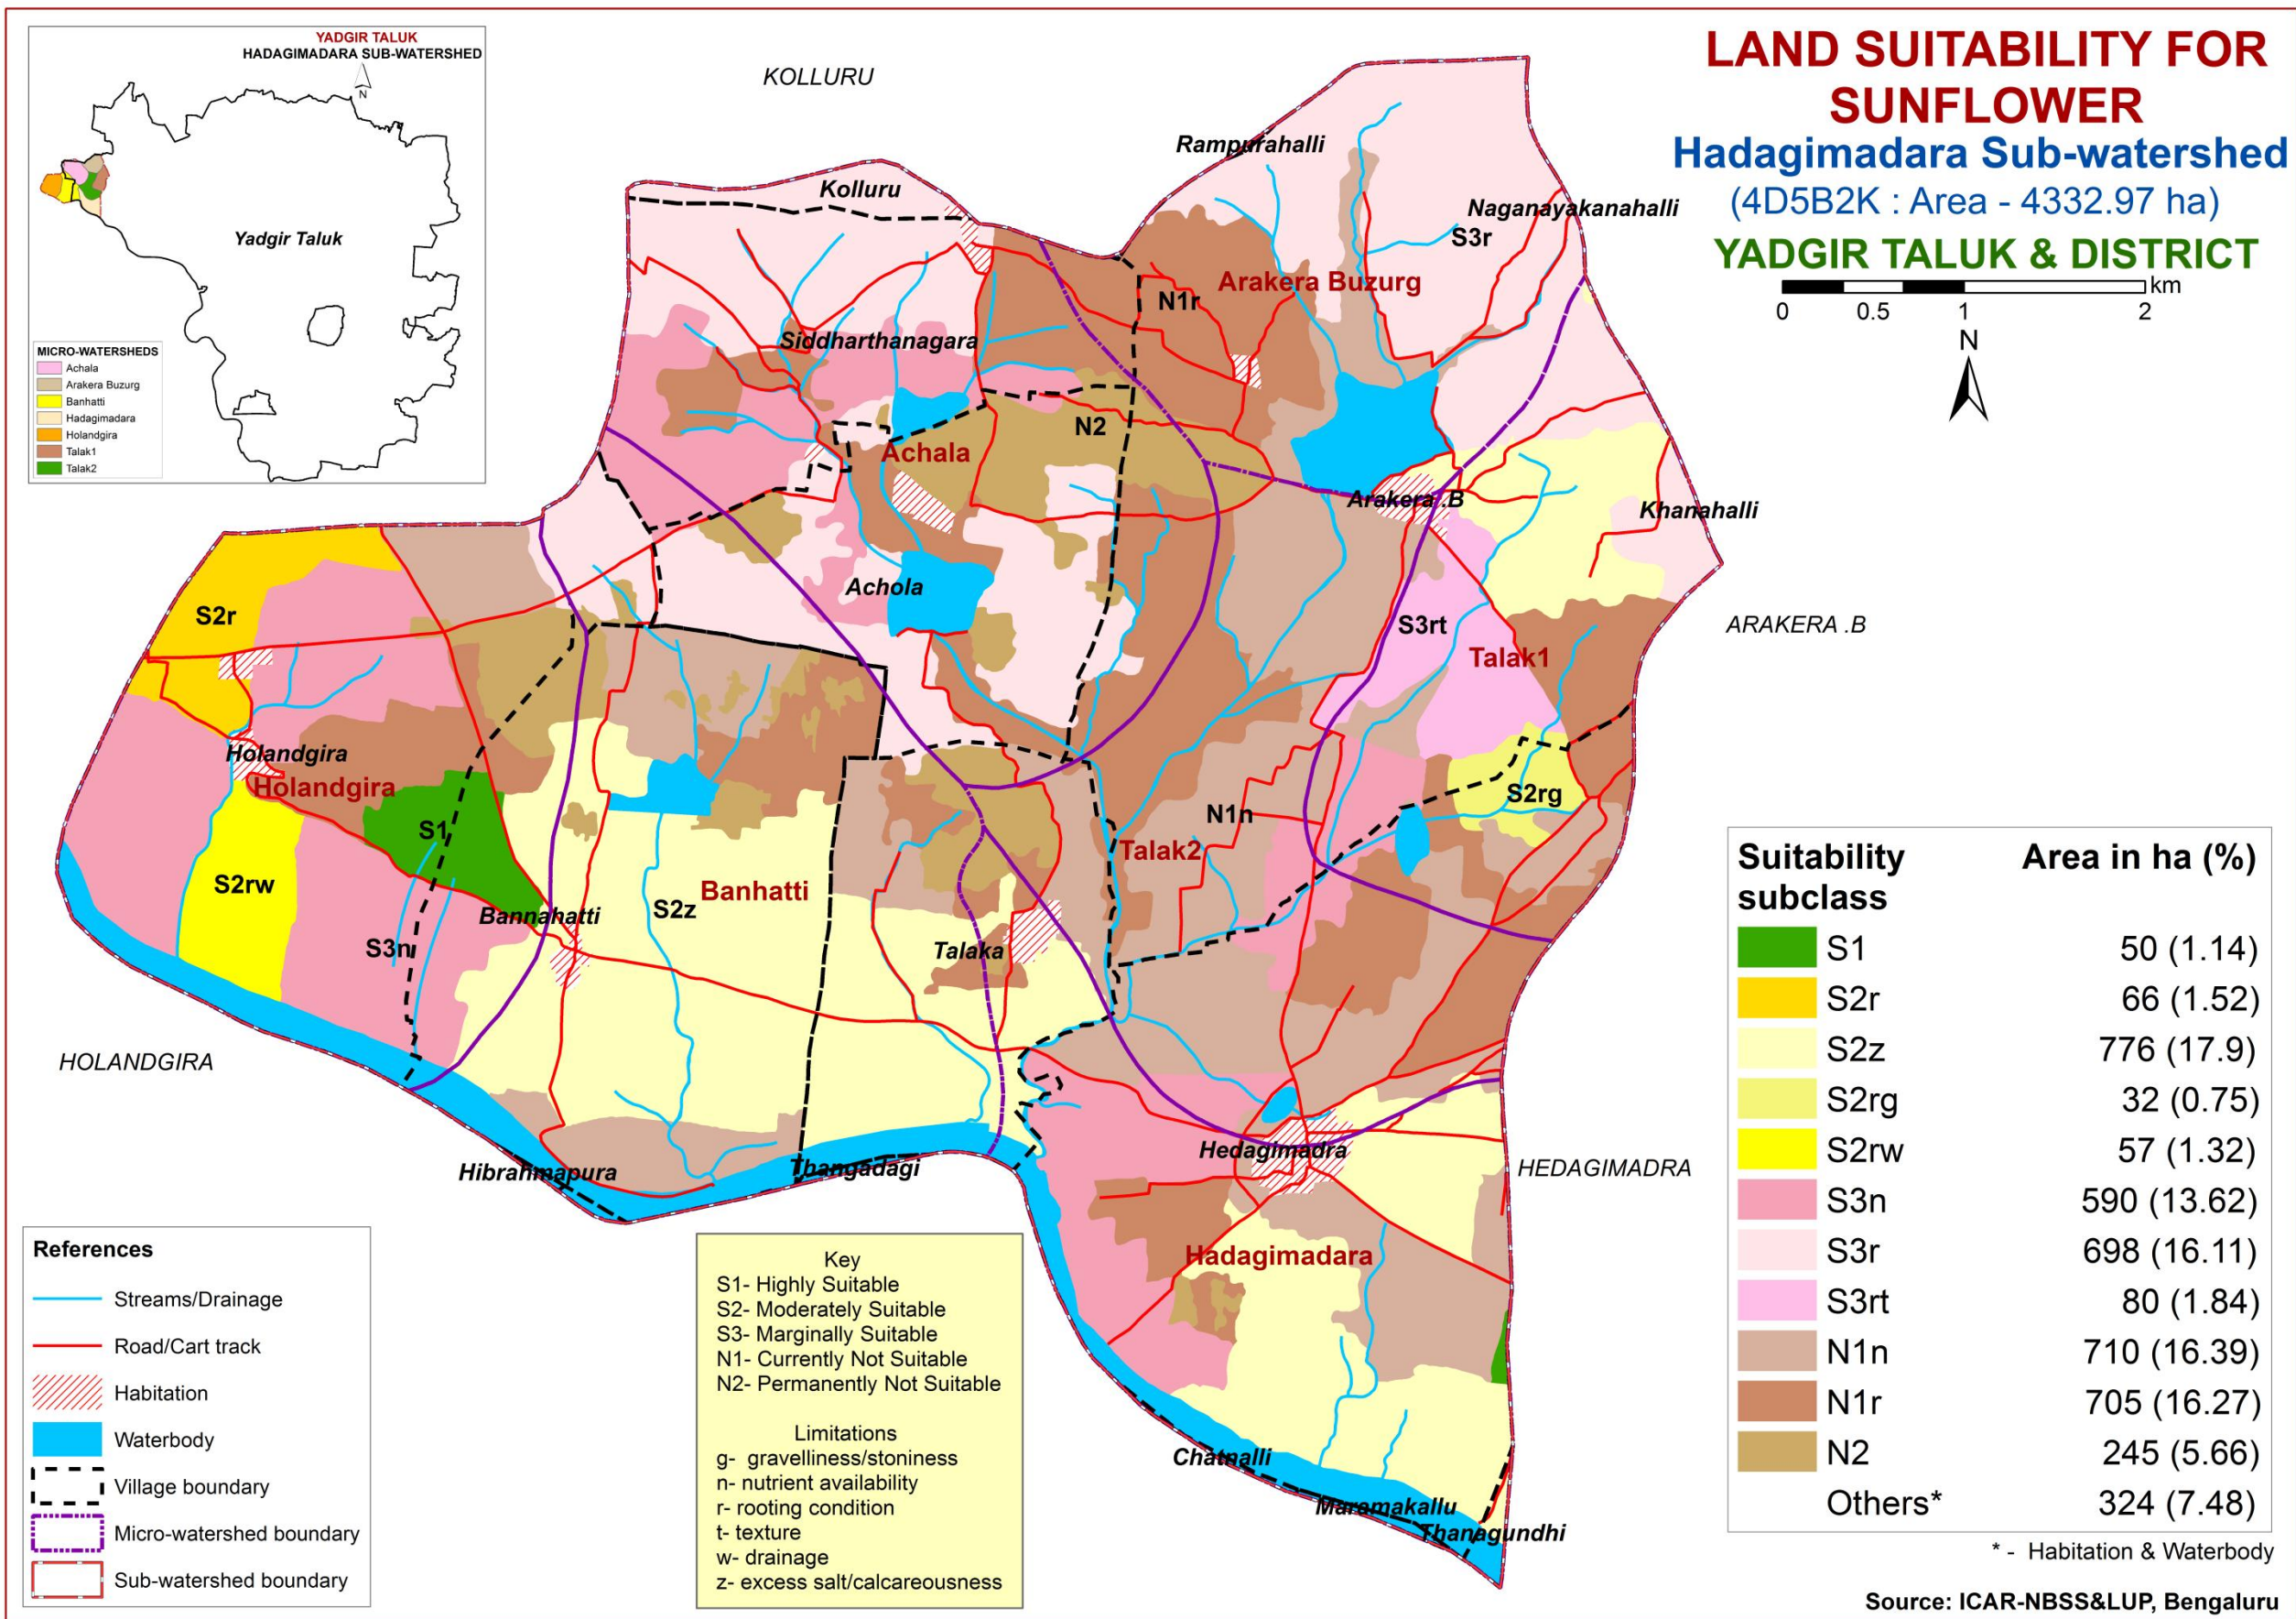 YADGIR TALUK
HADAGIMADARA SUB-WATERSHED
N
Yadgir Taluk
MICRO-WATERSHEDS
Achala
Arakera Buzurg
Banhatti
Hadagimadara
Holandgira
Talak1
Talak2
LAND SUITABILITY FOR
SUNFLOWER
Hadagimadara Sub-watershed
(4D5B2K : Area - 4332.97 ha)
YADGIR TALUK & DISTRICT
km
0 0.5 1 2
N
KOLLURU
Rampurahalli
Kolluru
Naganayakanahalli
S3r
Arakera Buzurg
N1r
Siddharthanagara
N2
Achala
Arakera .B
Khanahalli
Achola
S2r
S3rt
ARAKERA .B
Talak1
Holandgira
Holandgira
S2rg
N1n
S1
Talak2
S2rw
Banhatti
S2z
Bannahatti
S3n
Talaka
HOLANDGIRA
Hedagimadra
HEDAGIMADRA
Hibrahmapura
Thangadagi
Hadagimadara
Chatnalli
Maramakallu
Thanagundhi
References
Streams/Drainage
Road/Cart track
Habitation
Waterbody
Village boundary
Micro-watershed boundary
Sub-watershed boundary
Key
S1- Highly Suitable
S2- Moderately Suitable
S3- Marginally Suitable
N1- Currently Not Suitable
N2- Permanently Not Suitable
Limitations
g- gravelliness/stoniness
n- nutrient availability
r- rooting condition
t- texture
w- drainage
z- excess salt/calcareousness
Suitability Area in ha (%)
subclass
S1 50 (1.14)
S2r 66 (1.52)
S2z 776 (17.9)
S2rg 32 (0.75)
S2rw 57 (1.32)
S3n 590 (13.62)
S3r 698 (16.11)
S3rt 80 (1.84)
N1n 710 (16.39)
N1r 705 (16.27)
N2 245 (5.66)
Others* 324 (7.48)
* - Habitation & Waterbody
Source: ICAR-NBSS&LUP, Bengaluru